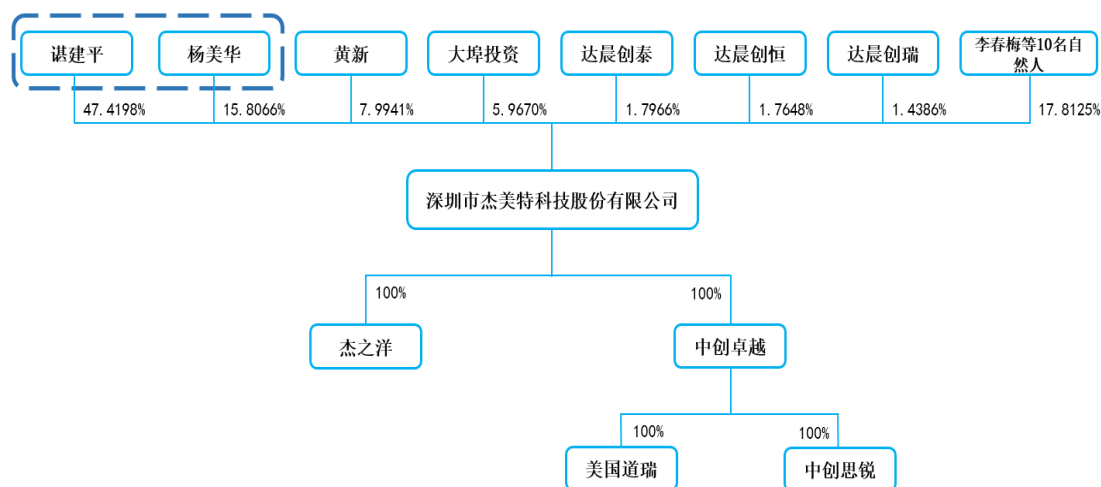 谌建平
杨美华
黄新
大埠投资
达晨创泰
达晨创恒
达晨创瑞
李春梅等10名自
然人
47.4198%
15.8066%
7.9941%
5.9670%
1.7966%
1.7648%
1.4386%
17.8125%
深圳市杰美特科技股份有限公司
100%
100%
杰之洋
中创卓越
100%
100%
美国道瑞
中创思锐